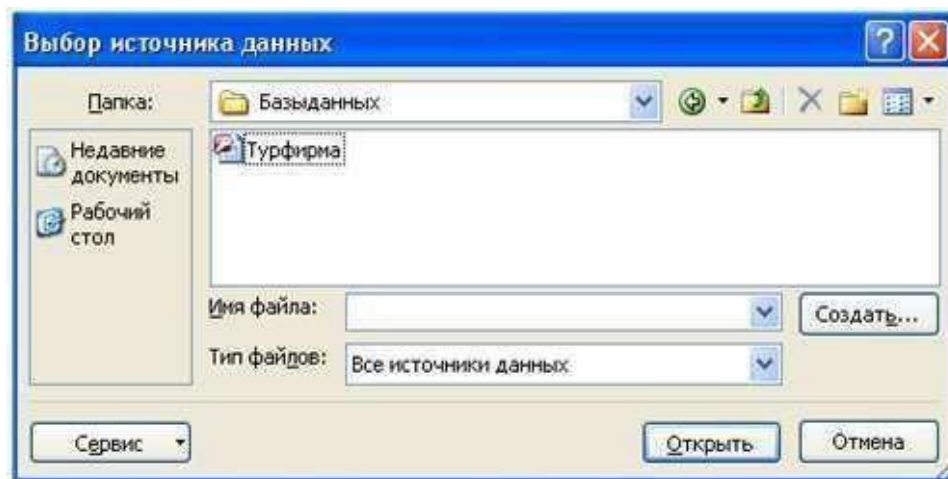 Выбор источника данных
Папка:
Базыданных
Недавние
документы
Рабочий
стол
Турфирма
Имя файла:
Создать...
Тип файлов:
Все источники данных
Сервис
Открыть
Отмена